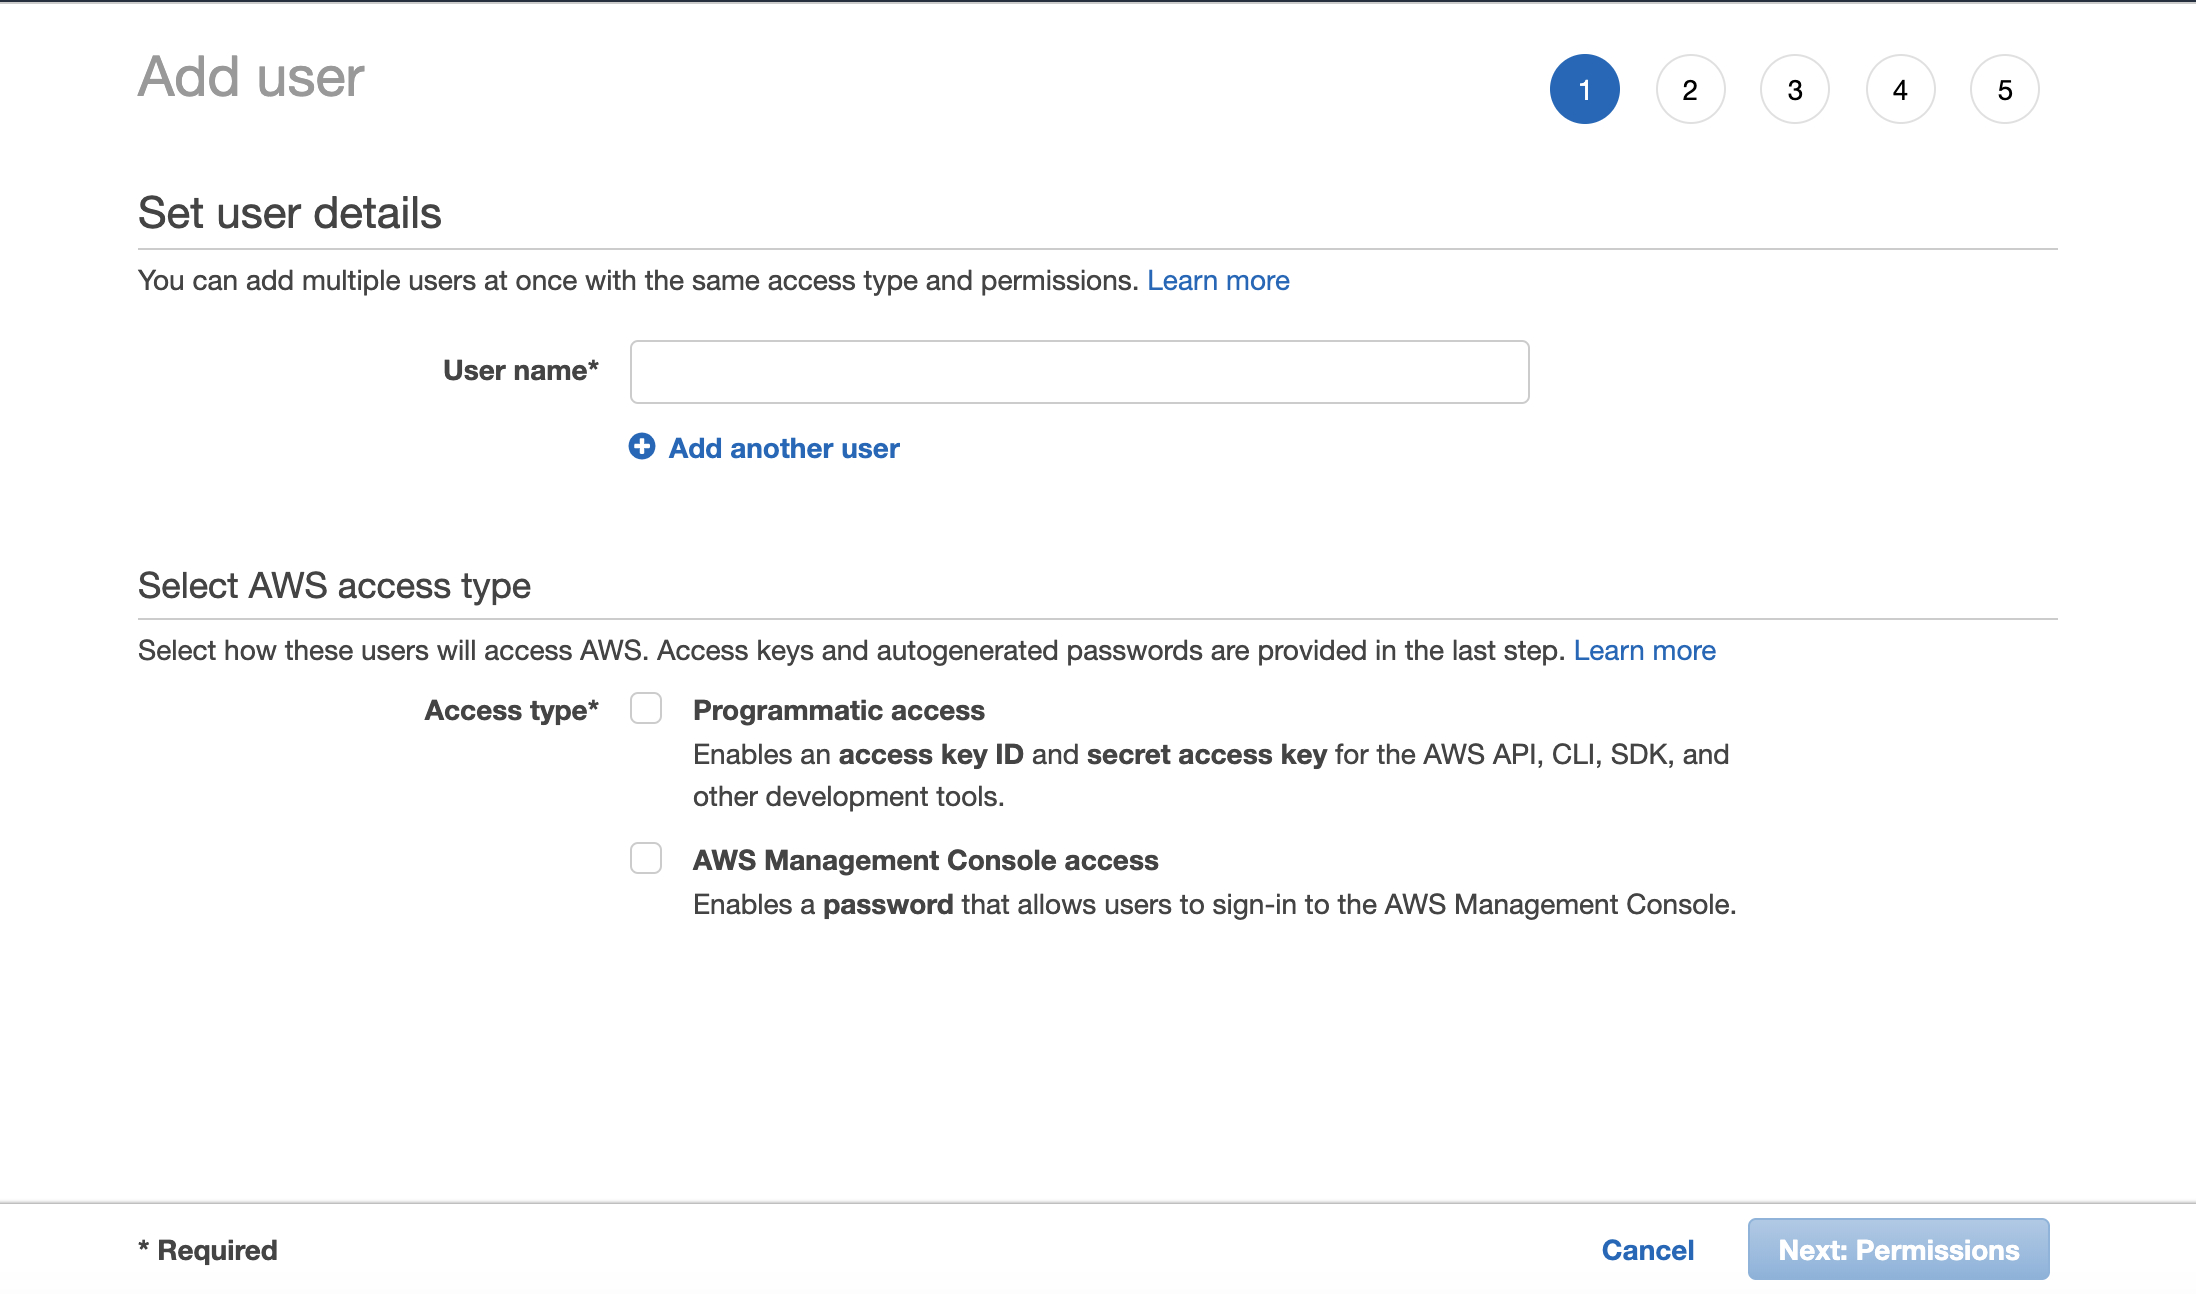 Add user
1 2 3 4 5
Set user details
You can add multiple users at once with the same access type and permissions. Learn more
User name*
Add another user
Select AWS access type
Select how these users will access AWS. Access keys and autogenerated passwords are provided in the last step. Learn more
Access type* Programmatic access
Enables an access key ID and secret access key for the AWS API, CLI, SDK, and
other development tools.
AWS Management Console access
Enables a password that allows users to sign-in to the AWS Management Console.
* Required Cancel Next: Permissions